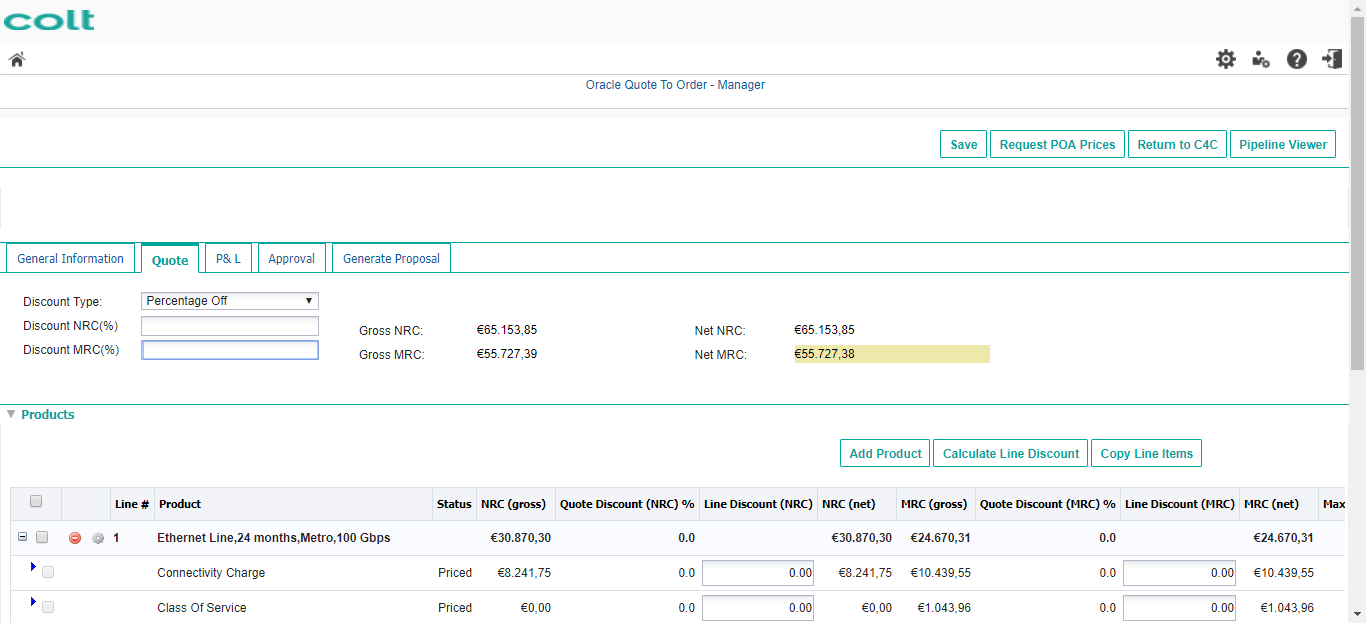 colt
Oracle Quote To Order - Manager
Save Request POA Prices Return to C4C Pipeline Viewer
General Information Quote P& L Approval Generate Proposal
Discount Type: Percentage Off
Discount NRC(%) Gross NRC: €65.153,85 Net NRC: €65.153,85
Discount MRC(%) Gross MRC: €55.727,39 Net MRC: €55.727,38
Products
Add Product Calculate Line Discount Copy Line Items
Line # Product Status NRC (gross) Quote Discount (NRC) % Line Discount (NRC) NRC (net) MRC (gross) Quote Discount (MRC) % Line Discount (MRC) MRC (net) Max
1 Ethernet Line,24 months,Metro,100 Gbps €30.870,30 0.0 €30.870,30 €24.670,31 0.0 €24.670,31
Connectivity Charge Priced €8.241,75 0.0 0.00 €8.241,75 €10.439,55 0.0 0.00 €10.439,55
Class Of Service Priced €0,00 0.0 0.00 €0,00 €1.043,96 0.0 0.00 €1.043,96